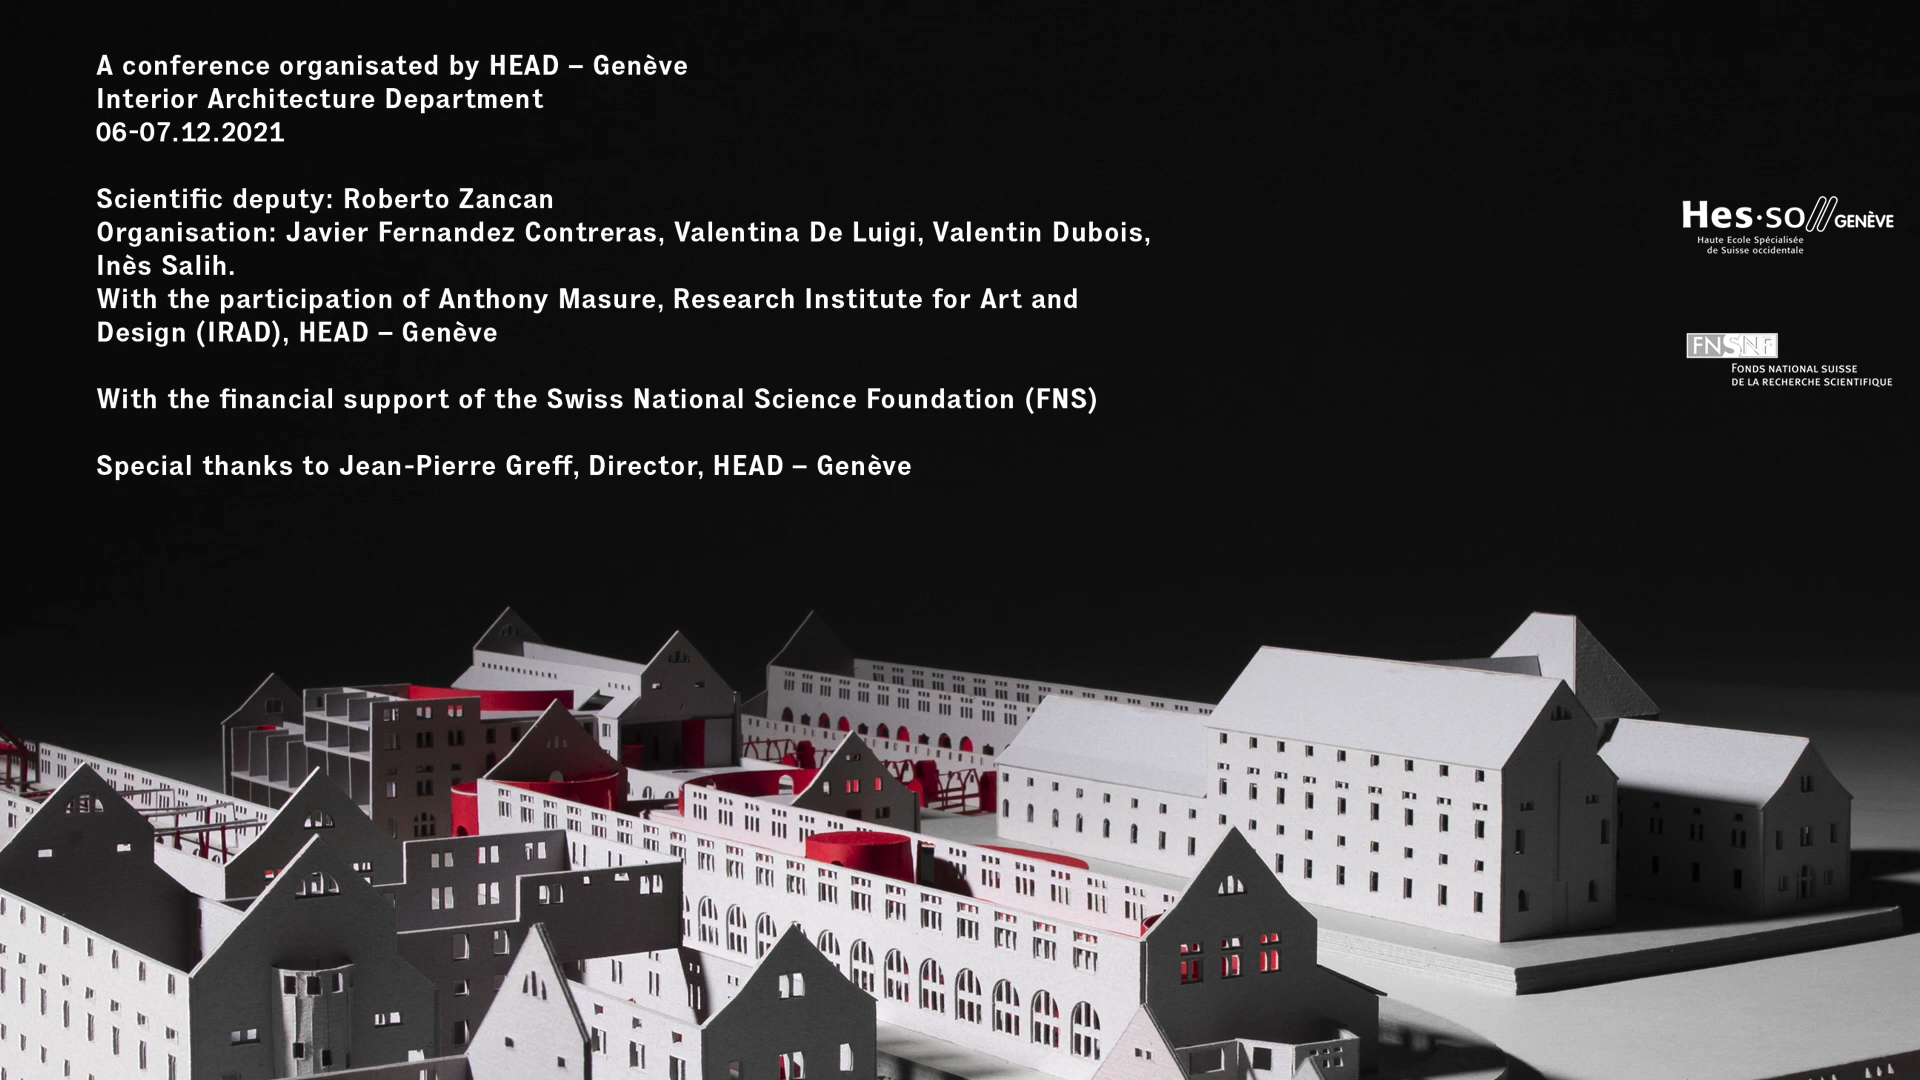 A conference organisated by HEAD – Genève
Interior Architecture Department
06-07.12.2021
Scientific deputy: Roberto Zancan
Organisation: Javier Fernandez Contreras, Valentina De Luigi, Valentin Dubois,
Inès Salih.
With the participation of Anthony Masure, Research Institute for Art and
Design (IRAD), HEAD – Genève
With the financial support of the Swiss National Science Foundation (FNS)
Special thanks to Jean-Pierre Greff, Director, HEAD – Genève
Hes·so//GENÈVE
Haute Ecole Spécialisée
de Suisse occidentale
FNSNF
FONDS NATIONAL SUISSE
DE LA RECHERCHE SCIENTIFIQUE